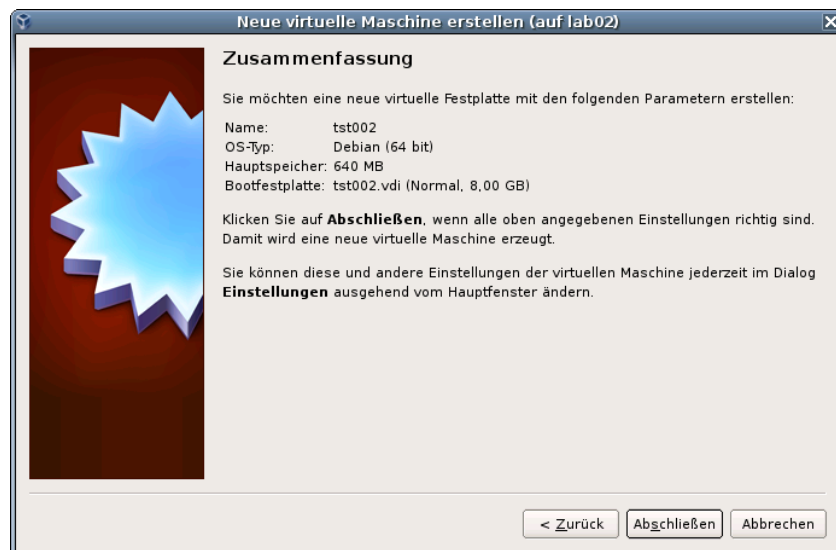 Neue virtuelle Maschine erstellen (auf lab02)
Zusammenfassung
Sie möchten eine neue virtuelle Festplatte mit den folgenden Parametern erstellen:
Name: tst002
OS-Typ: Debian (64 bit)
Hauptspeicher: 640 MB
Bootfestplatte: tst002.vdi (Normal, 8,00 GB)
Klicken Sie auf Abschließen, wenn alle oben angegebenen Einstellungen richtig sind.
Damit wird eine neue virtuelle Maschine erzeugt.
Sie können diese und andere Einstellungen der virtuellen Maschine jederzeit im Dialog
Einstellungen ausgehend vom Hauptfenster ändern.
< Zurück Abschließen Abbrechen